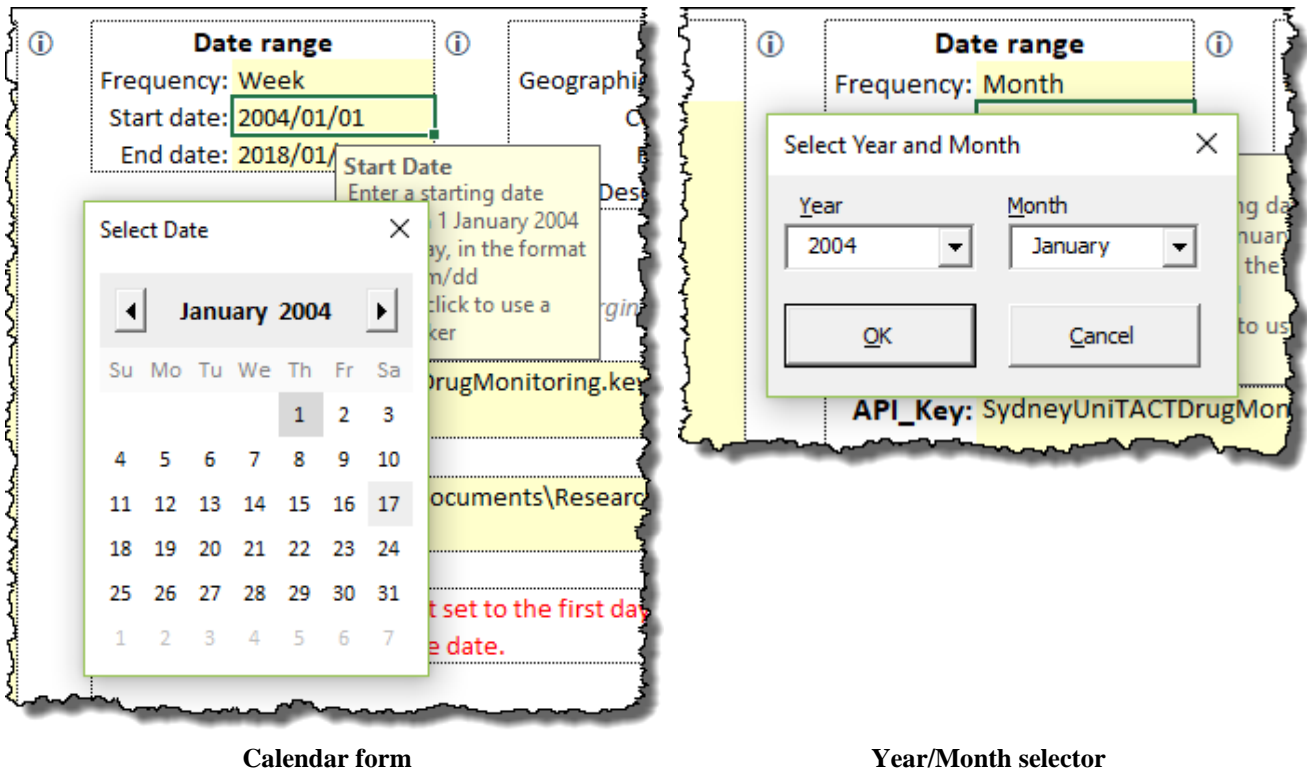 Date range
Frequency: Week
Start date: 2004/01/01
End date: 2018/01/
Start Date
Enter a starting date
1 January 2004
in the format
click to use a
Select Date
January 2004
Su Mo Tu We Th Fr Sa
1 2 3
4 5 6 7 8 9 10
11 12 13 14 15 16 17
18 19 20 21 22 23 24
25 26 27 28 29 30 31
1 2 3 4 5 6 7
DrugMonitoring.key
ocuments\Researc
t set to the first day
e date.
Calendar form
Date range
Frequency: Month
Select Year and Month
Year Month
2004 January
OK Cancel
the
to us
API_Key: SydneyUniTACTDrugMon
Year/Month selector